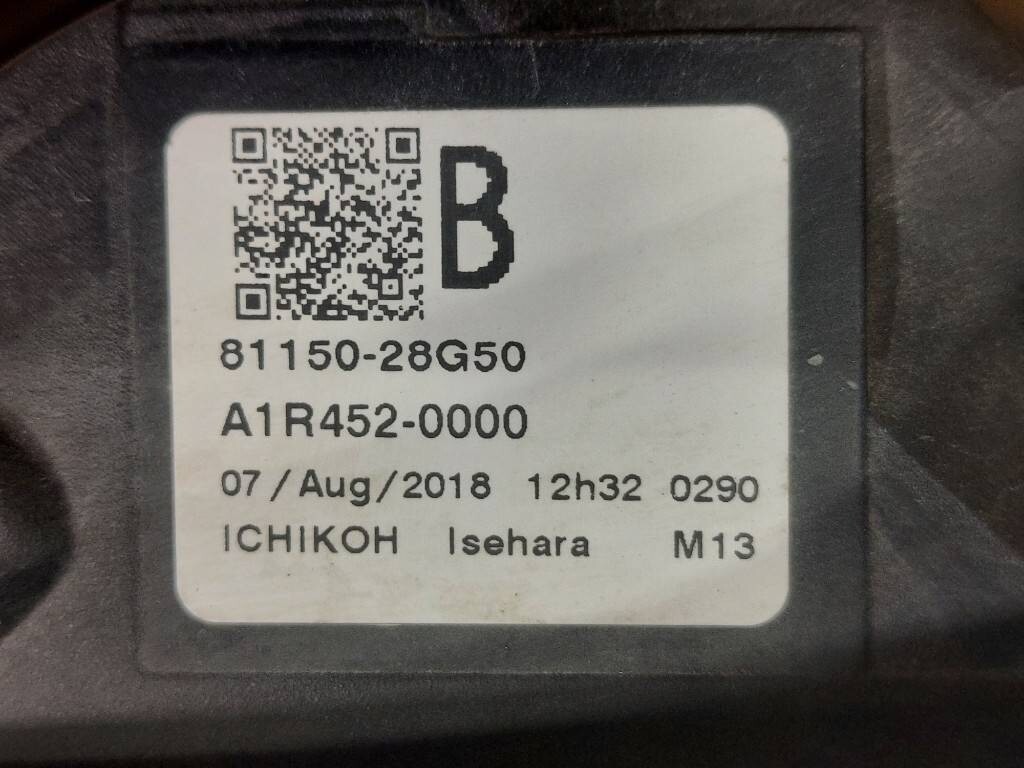 B
81150-28G50
A1R452-0000
07/Aug/2018 12h32 0290
ICHIKOH Isehara M13